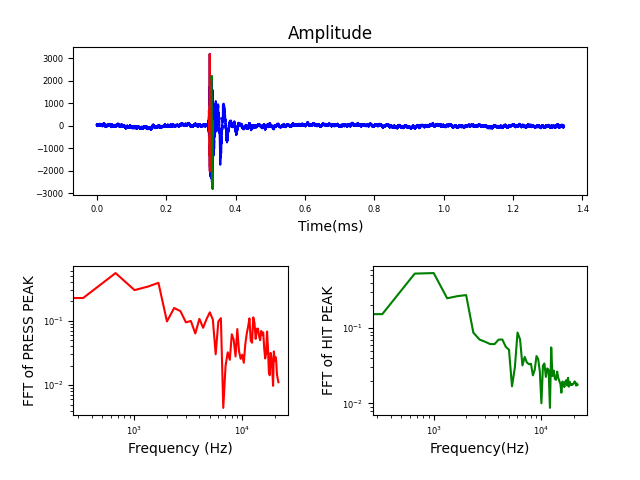 Amplitude
3000
2000
1000
0
−1000
−2000
−3000
0.0 0.2 0.4 0.6 0.8 1.0 1.2 1.4
Time(ms)
FFT of PRESS PEAK
10⁻¹
10⁻²
10³ 10⁴
Frequency (Hz)
FFT of HIT PEAK
10⁻¹
10⁻²
10³ 10⁴
Frequency(Hz)